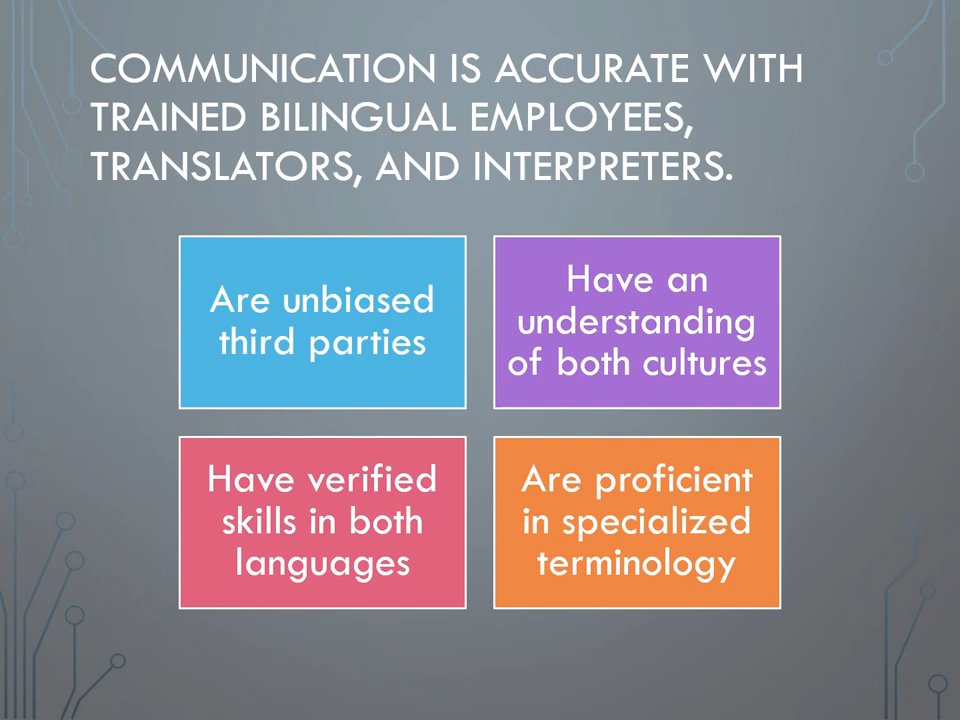 COMMUNICATION IS ACCURATE WITH
TRAINED BILINGUAL EMPLOYEES,
TRANSLATORS, AND INTERPRETERS.
Are unbiased
third parties
Have an
understanding
of both cultures
Have verified
skills in both
languages
Are proficient
in specialized
terminology